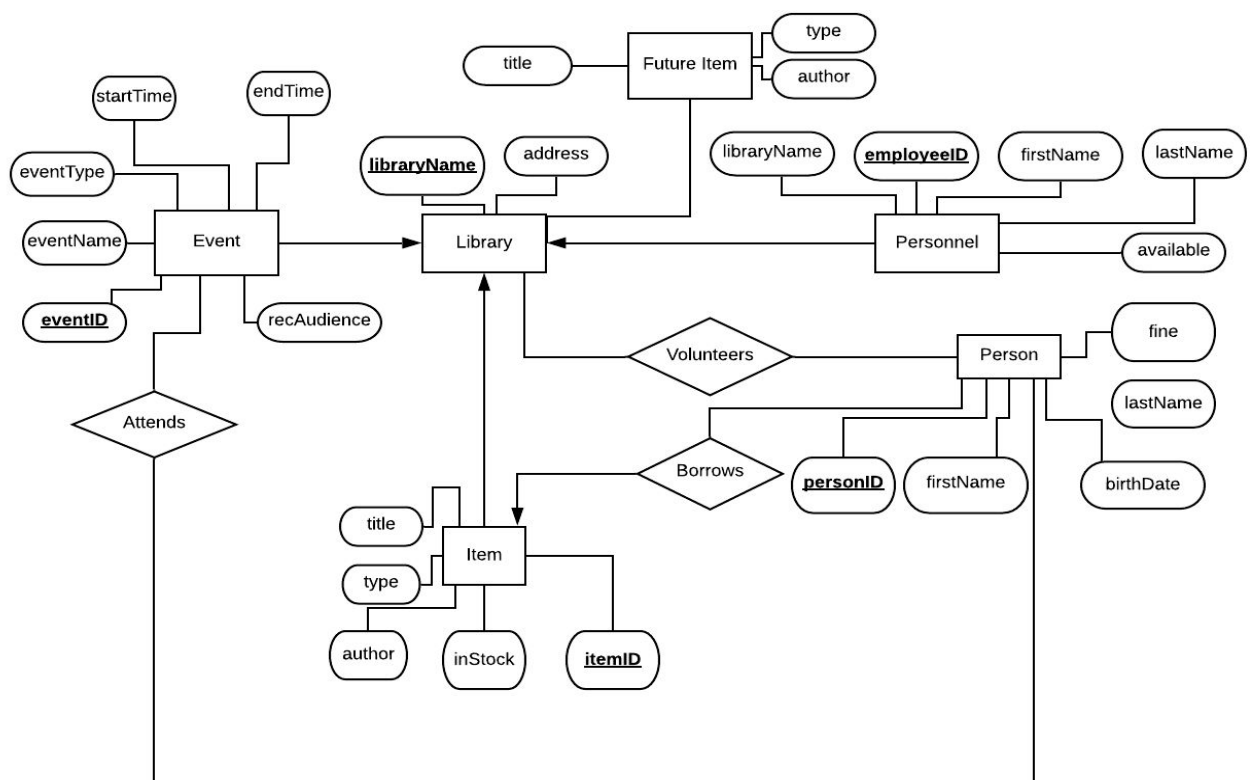 type
title
Future Item
author
startTime
endTime
libraryName
address
libraryName
employeeID
firstName
lastName
eventType
eventName
Event
Library
Personnel
available
eventID
recAudience
Volunteers
Person
fine
lastName
Attends
Borrows
personID
firstName
birthDate
title
Item
type
author
inStock
itemID